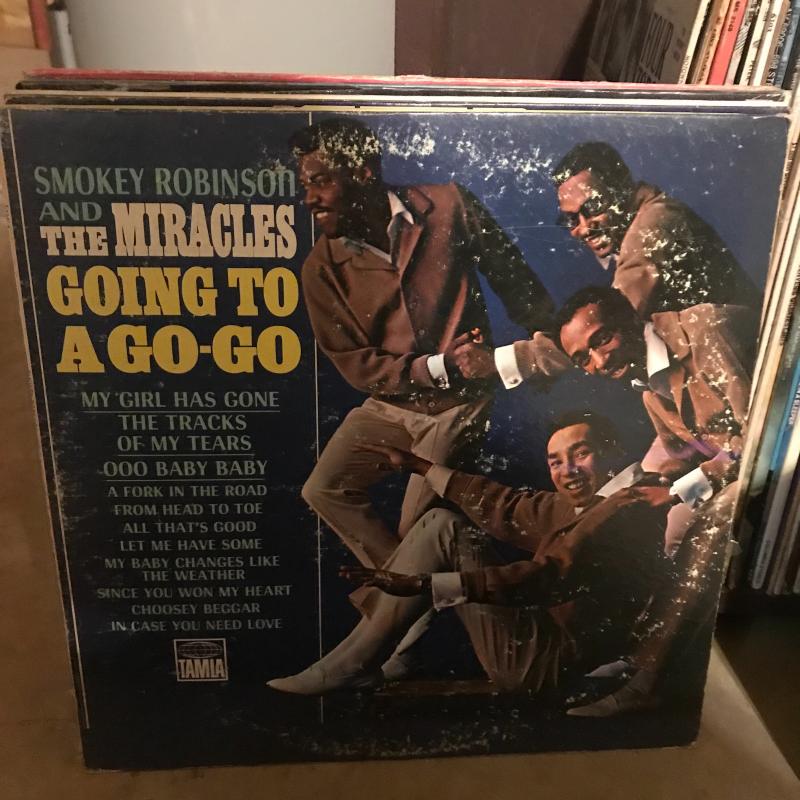 SMOKEY ROBINSON
AND
THE MIRACLES
GOING TO
A GO-GO
MY GIRL HAS GONE
THE TRACKS
OF MY TEARS
OOO BABY BABY
A FORK IN THE ROAD
FROM HEAD TO TOE
ALL THAT'S GOOD
LET ME HAVE SOME
MY BABY CHANGES LIKE
THE WEATHER
SINCE YOU WON MY HEART
CHOOSEY BEGGAR
IN CASE YOU NEED LOVE
TAMLA